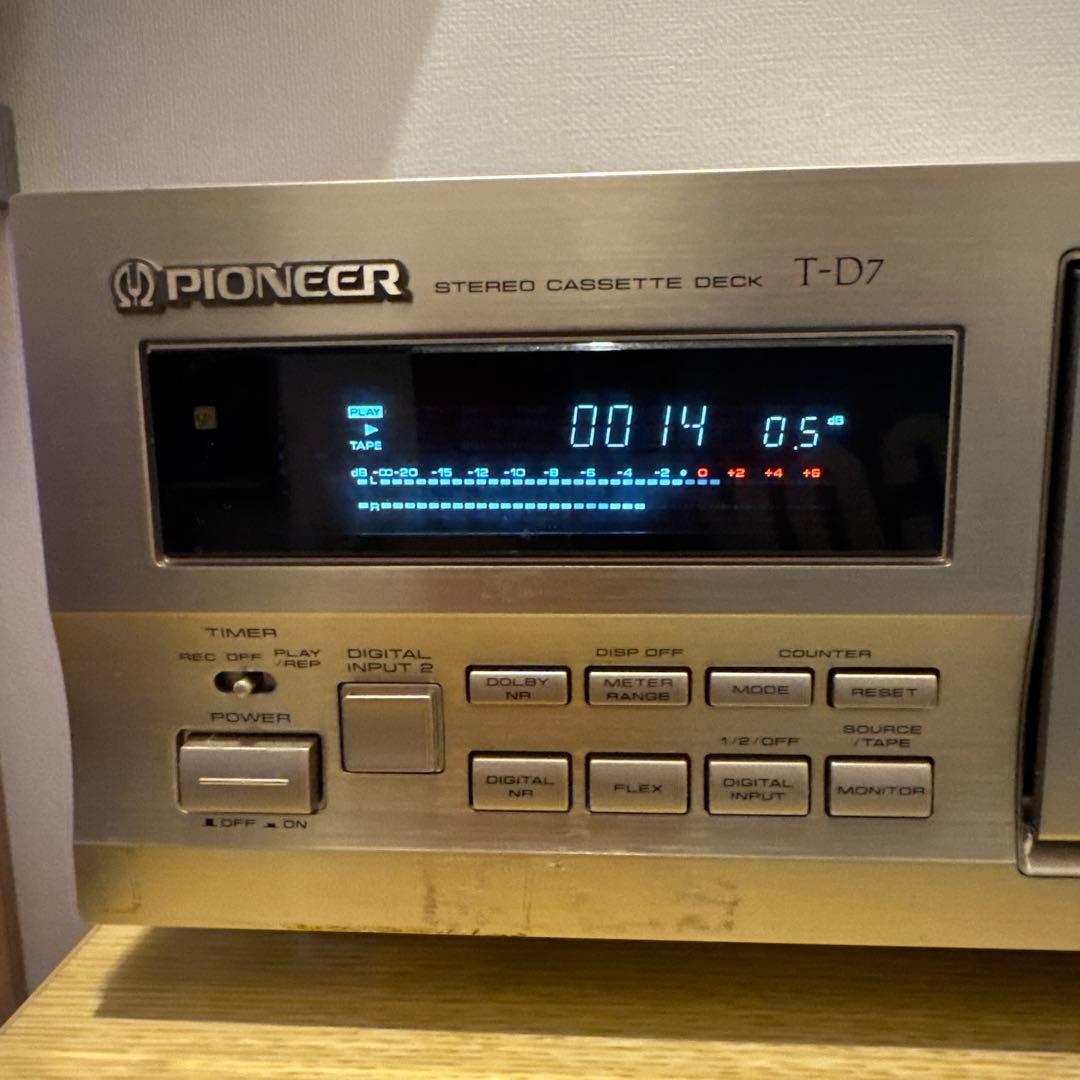 PIONEER STEREO CASSETTE DECK T-D7
PLAY
TAPE
0014 0.5 dB
dB -∞ -20 -15 -12 -10 -8 -6 -4 -2 0 +2 +4 +6
L
R
TIMER
REC OFF PLAY /REP
POWER
OFF ON
DIGITAL INPUT 2
DISP OFF
COUNTER
DOLBY NR
METER RANGE
MODE
RESET
1/2/OFF
SOURCE /TAPE
DIGITAL NR
FLEX
DIGITAL INPUT
MONITOR